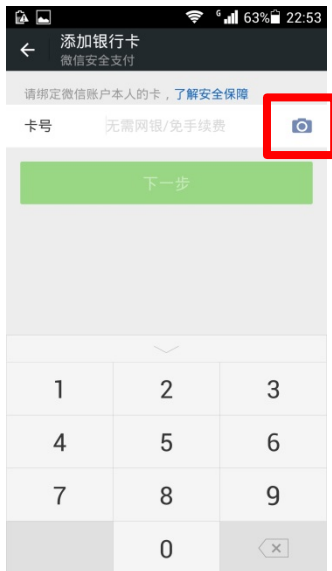 G 63% 22:53
添加银行卡
微信安全支付
请绑定微信账户本人的卡，了解安全保障
卡号 无需网银/免手续费
下一步
1 2 3
4 5 6
7 8 9
0